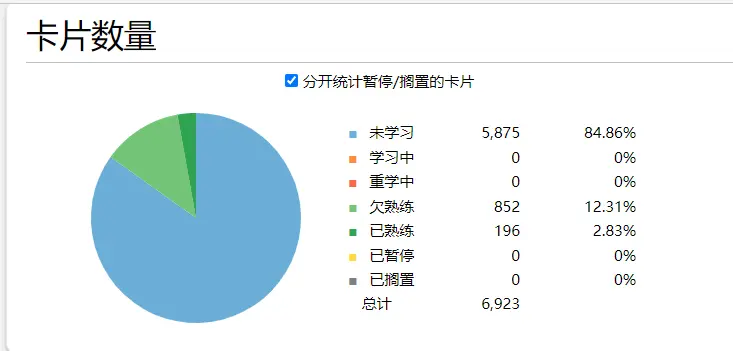 卡片数量
分开统计暂停/搁置的卡片
未学习 5,875 84.86%
学习中 0 0%
重学中 0 0%
欠熟练 852 12.31%
已熟练 196 2.83%
已暂停 0 0%
已搁置 0 0%
总计 6,923